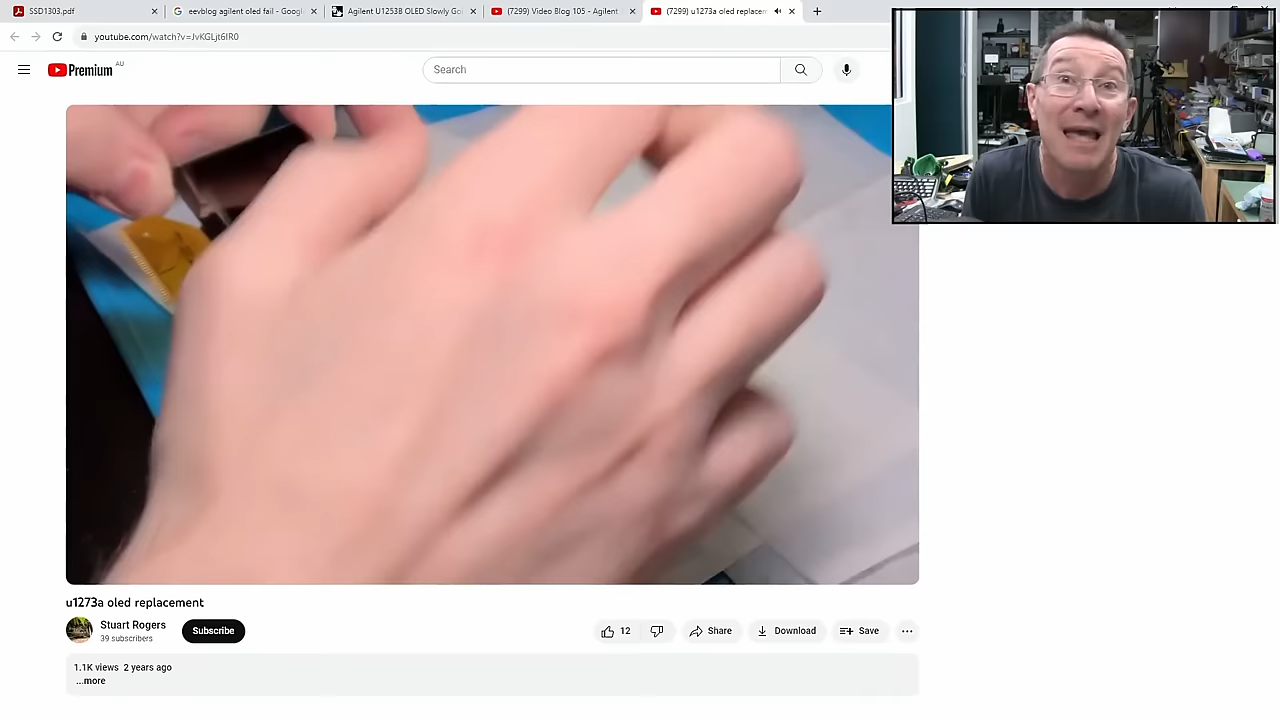 SSD1303.pdf
eevblog agilent oled fail - Googl
Agilent U1253B OLED Slowly Go
(7299) Video Blog 105 - Agilent
(7299) u1273a oled replacem
youtube.com/watch?v=JvKGLjt6IR0
Premium AU
Search
u1273a oled replacement
Stuart Rogers
39 subscribers
Subscribe
12
Share
Download
Save
1.1K views 2 years ago
...more